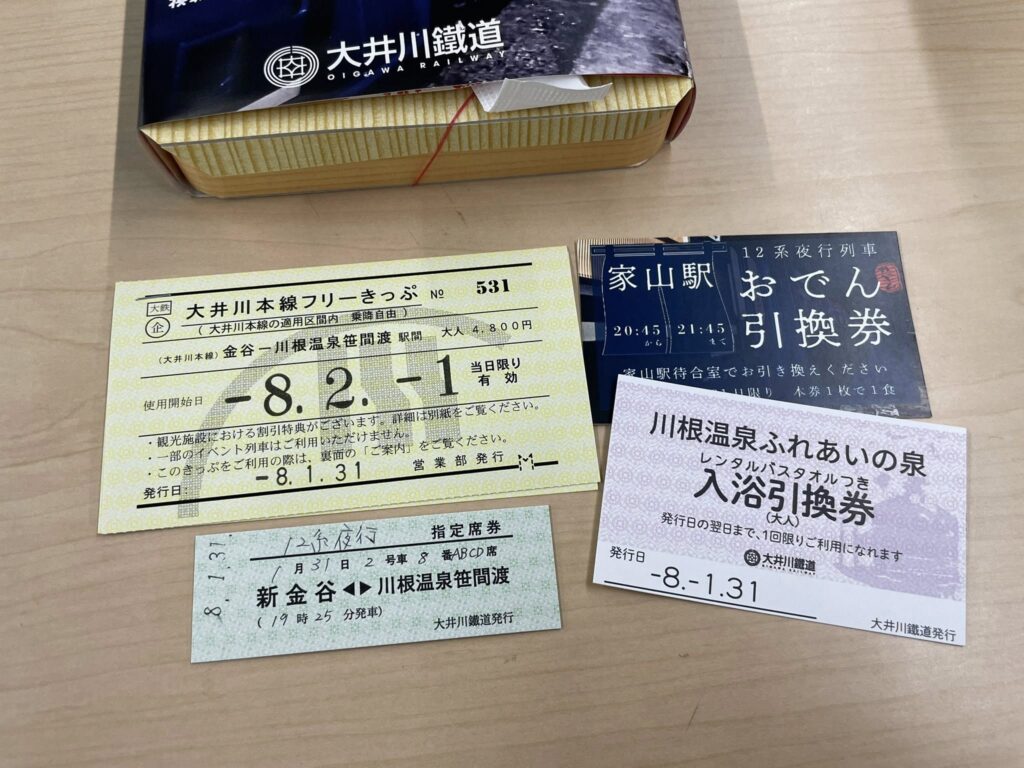 大井川鐵道
OIGAWA RAILWAY
大鉄
企
大井川本線フリーきっぷ № 531
(大井川本線の適用区間内 乗降自由)
(大井川本線) 金谷ー川根温泉笹間渡 駅間 大人 4,800円
使用開始日 -8.2.-1 当日限り有効
・観光施設における割引特典がございます。詳細は別紙をご覧ください。
・一部のイベント列車はご利用いただけません。
・このきっぷをご利用の際は、裏面の「ご案内」をご覧ください。
発行日: -8.1.31 営業部発行
12系夜行列車
家山駅
おでん
引換券
20:45から 21:45まで
家山駅待合室でお引き換えください
本券1枚で1食
川根温泉ふれあいの泉
レンタルバスタオルつき
入浴引換券
(大人)
発行日の翌日まで、1回限りご利用になれます
大井川鐵道
OIGAWA RAILWAY
発行日
-8.-1.31
大井川鐵道発行
8.-1.31.
12系夜行 指定席券
1月31日2号車8番ABCD席
新金谷◀▶川根温泉笹間渡
(19時25分発車)
大井川鐵道発行